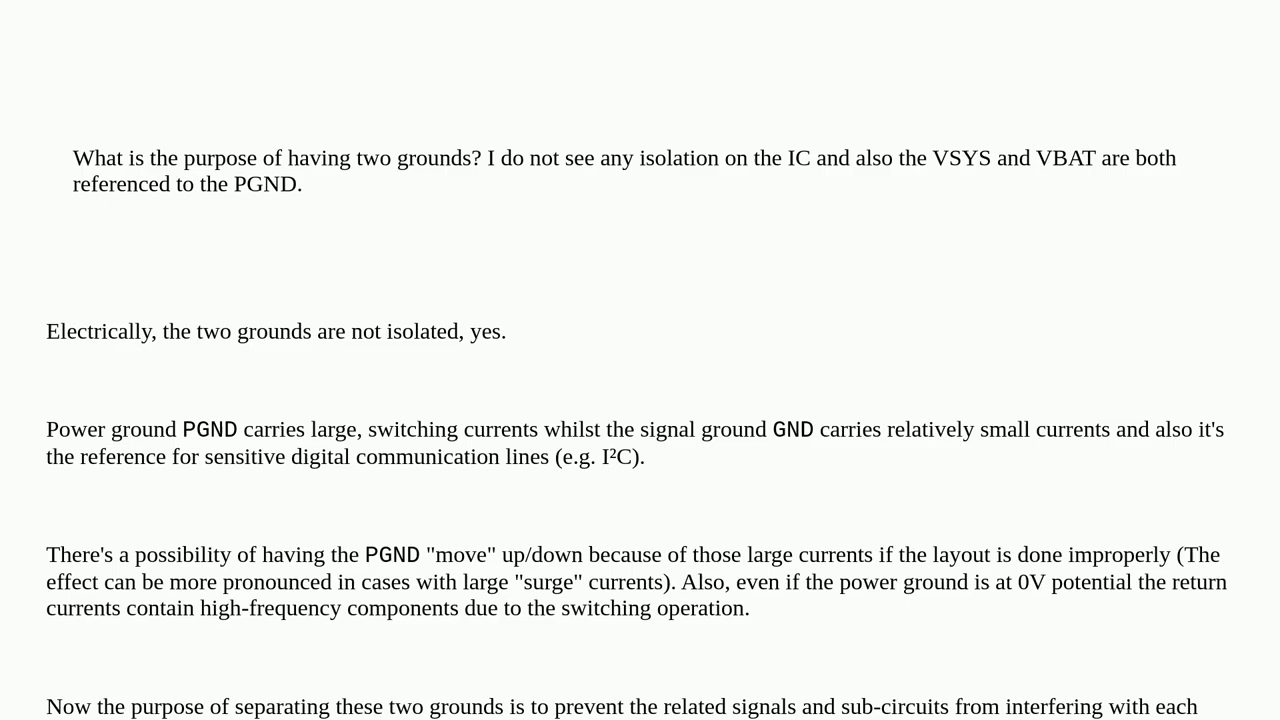 What is the purpose of having two grounds? I do not see any isolation on the IC and also the VSYS and VBAT are both
referenced to the PGND.
Electrically, the two grounds are not isolated, yes.
Power ground PGND carries large, switching currents whilst the signal ground GND carries relatively small currents and also it's
the reference for sensitive digital communication lines (e.g. I²C).
There's a possibility of having the PGND "move" up/down because of those large currents if the layout is done improperly (The
effect can be more pronounced in cases with large "surge" currents). Also, even if the power ground is at 0V potential the return
currents contain high-frequency components due to the switching operation.
Now the purpose of separating these two grounds is to prevent the related signals and sub-circuits from interfering with each